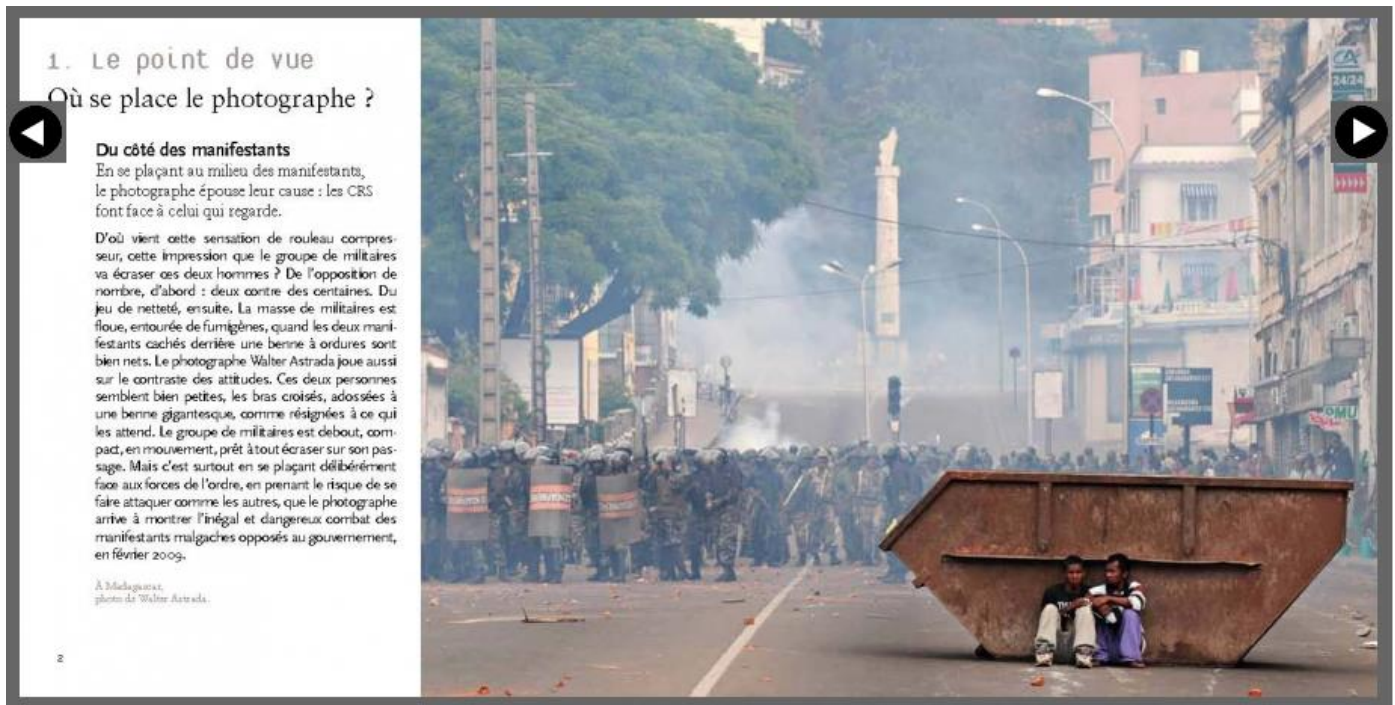 1. Le point de vue
Où se place le photographe ?
Du côté des manifestants
En se plaçant au milieu des manifestants,
le photographe épouse leur cause : les CRS
font face à celui qui regarde.
D'où vient cette sensation de rouleau compres-
seur, cette impression que le groupe de militaires
va écraser ces deux hommes ? De l'opposition de
nombre, d'abord : deux contre des centaines. Du
jeu de netteté, ensuite. La masse de militaires est
floue, entourée de fumigènes, quand les deux mani-
festants cachés derrière une benne à ordures sont
bien nets. Le photographe Walter Astrada joue aussi
sur le contraste des attitudes. Ces deux personnes
semblent bien petites, les bras croisés, adossées à
une benne gigantesque, comme résignées à ce qui
les attend. Le groupe de militaires est debout, com-
pact, en mouvement, prêt à tout écraser sur son pas-
sage. Mais c'est surtout en se plaçant délibérément
face aux forces de l'ordre, en prenant le risque de se
faire attaquer comme les autres, que le photographe
arrive à montrer l'inégal et dangereux combat des
manifestants malgaches opposés au gouvernement,
en février 2009.
À Madagascar,
photo de Walter Astrada.
2
CA
24/24
OMU